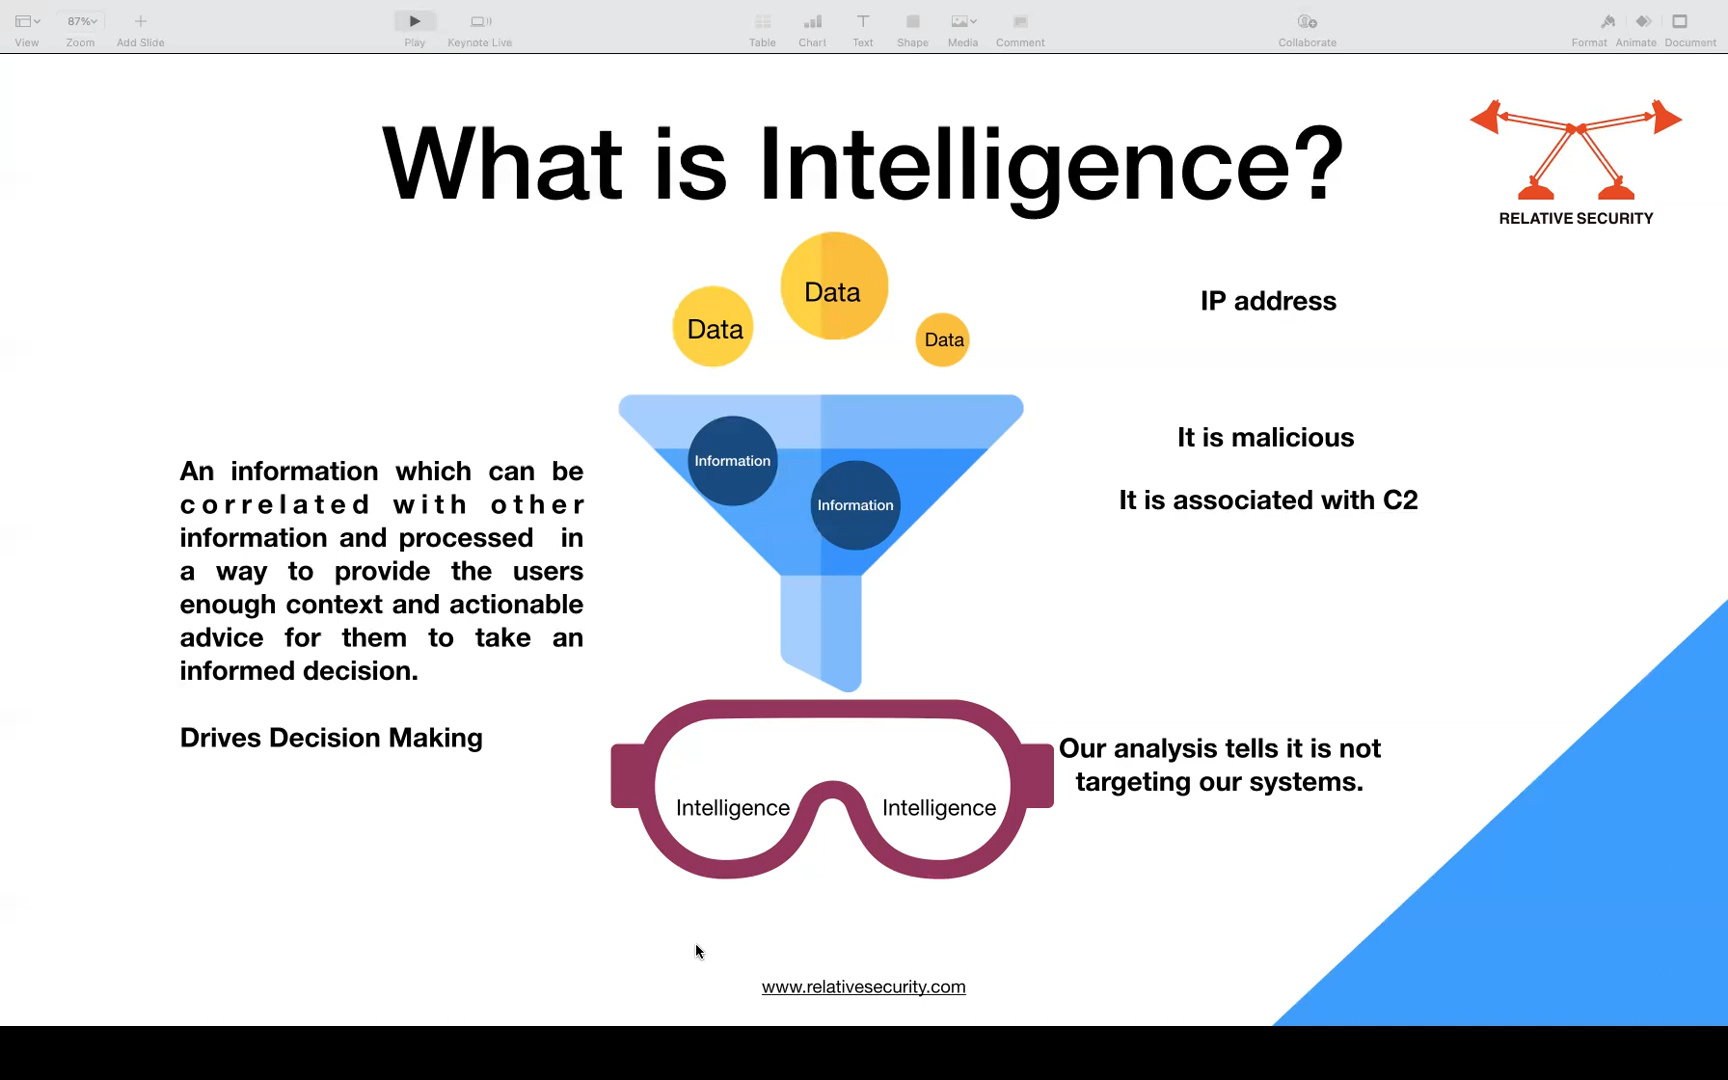 87%
View
Zoom
Add Slide
Play
Keynote Live
Table
Chart
Text
Shape
Media
Comment
Collaborate
Format
Animate
Document
What is Intelligence?
RELATIVE SECURITY
Data
Data
Data
IP address
Information
Information
It is malicious
It is associated with C2
An information which can be
correlated with other
information and processed in
a way to provide the users
enough context and actionable
advice for them to take an
informed decision.
Drives Decision Making
Intelligence
Intelligence
Our analysis tells it is not
targeting our systems.
www.relativesecurity.com